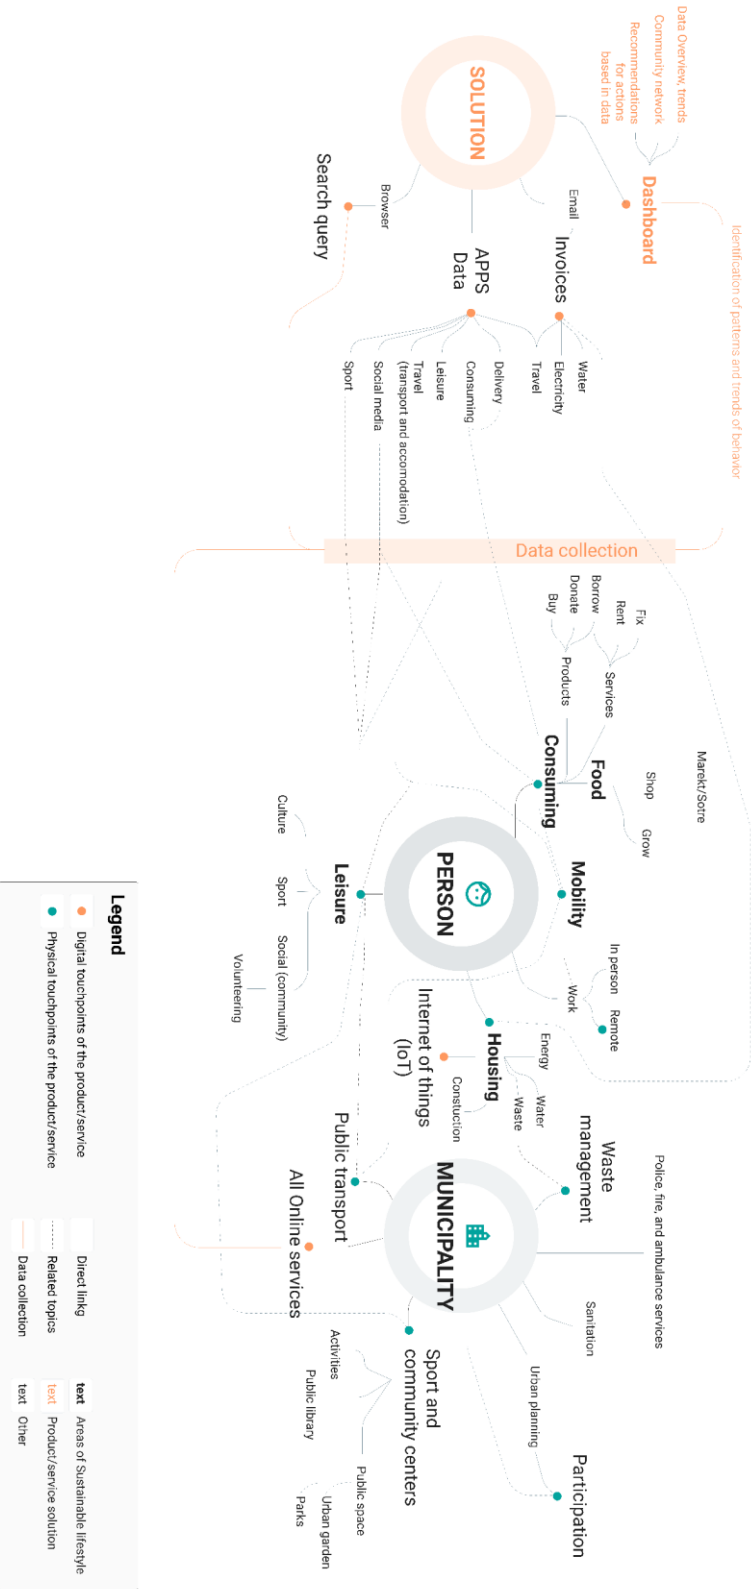 Data Overview, trends
Community network
Recommendations
for actions
based in data
Dashboard
Identification of patterns and trends of behavior
SOLUTION
Email
Invoices
Water
Electricity
Travel
APPS
Data
Delivery
Consuming
Leisure
Travel
(transport and accomodation)
Social media
Sport
Browser
Search query
Data collection
Fix
Rent
Borrow
Donate
Buy
Services
Products
Marekt/Sotre
Shop
Grow
Food
Consuming
Mobility
PERSON
Leisure
Culture
Sport
Social (community)
Volunteering
In person
Remote
Work
Housing
Energy
Water
Waste
Constuction
Internet of things
(IoT)
Waste
management
Police, fire, and ambulance services
MUNICIPALITY
Public transport
All Online services
Sanitation
Urban planning
Participation
Sport and
community centers
Activities
Public library
Public space
Urban garden
Parks
Legend
Digital touchpoints of the product/service
Physical touchpoints of the product/service
Direct linkg
Related topics
Data collection
text Areas of Sustainable lifestyle
text Product/service solution
text Other